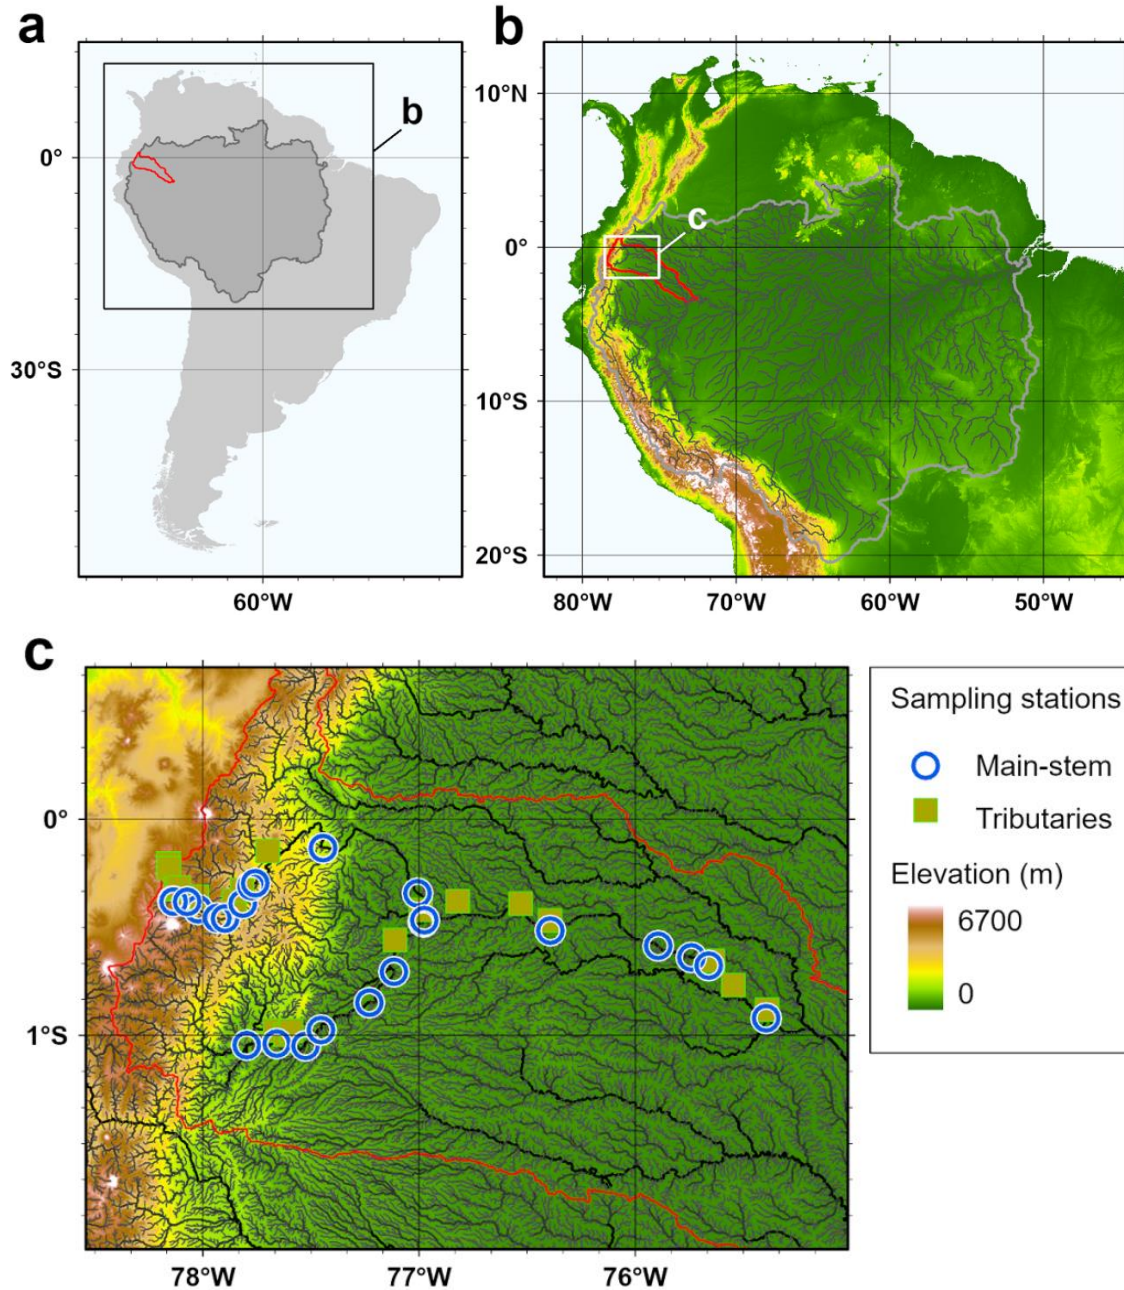 a
b
0°
30°S
60°W
b
c
10°N
0°
10°S
20°S
80°W
70°W
60°W
50°W
c
0°
1°S
78°W
77°W
76°W
Sampling stations
Main-stem
Tributaries
Elevation (m)
6700
0